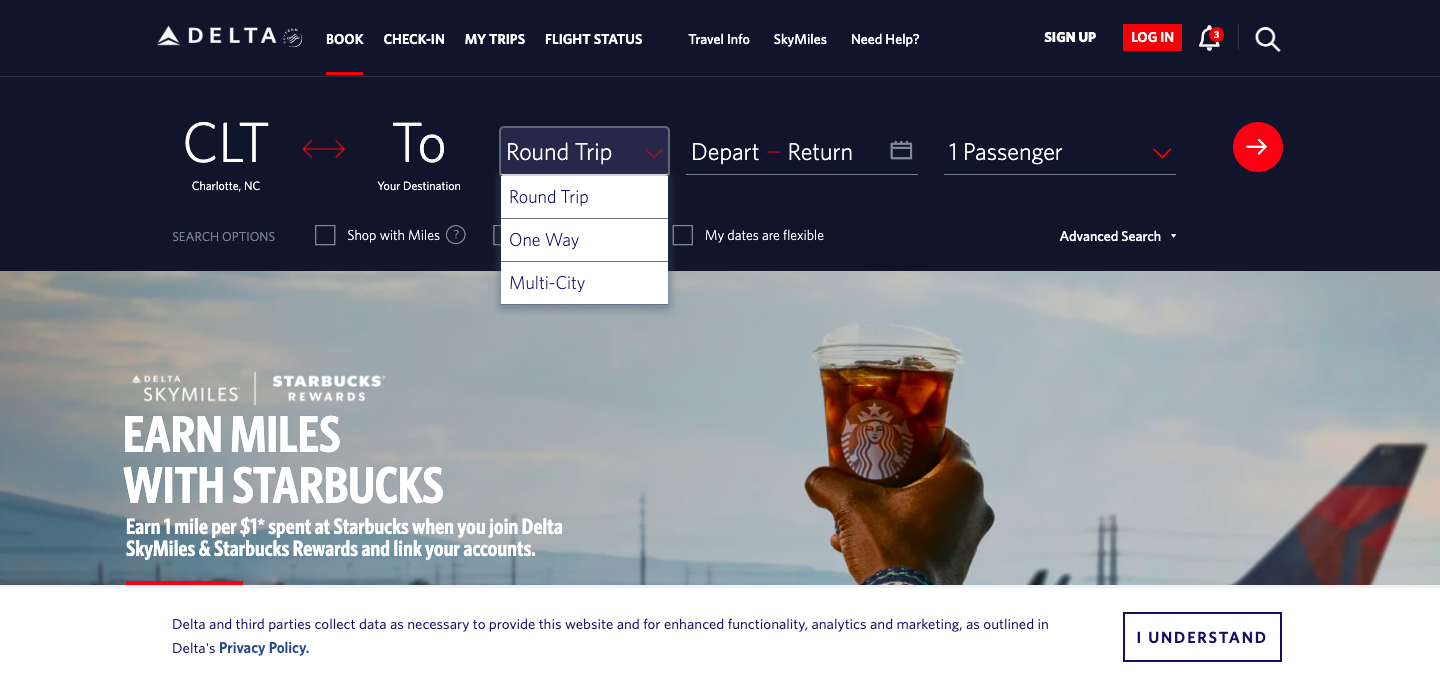 DELTA
BOOK
CHECK-IN
MY TRIPS
FLIGHT STATUS
Travel Info
SkyMiles
Need Help?
SIGN UP
LOG IN
3
CLT
Charlotte, NC
To
Your Destination
Round Trip
Depart – Return
1 Passenger
Round Trip
One Way
Multi-City
SEARCH OPTIONS
Shop with Miles
?
My dates are flexible
Advanced Search
DELTA
SKYMILES
STARBUCKS®
REWARDS
EARN MILES
WITH STARBUCKS
Earn 1 mile per $1* spent at Starbucks when you join Delta
SkyMiles & Starbucks Rewards and link your accounts.
Delta and third parties collect data as necessary to provide this website and for enhanced functionality, analytics and marketing, as outlined in
Delta's Privacy Policy.
I UNDERSTAND